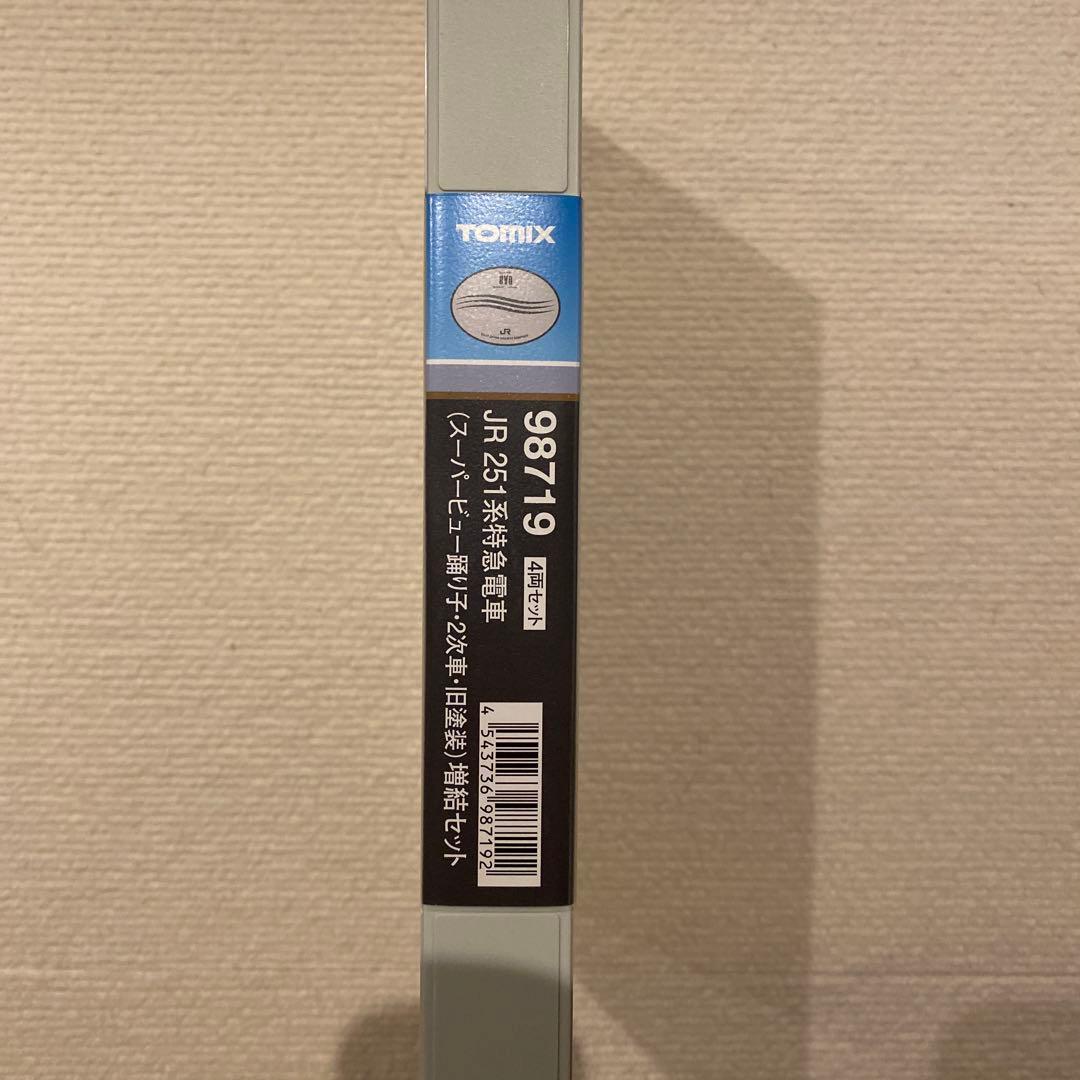 TOMIX
JR
98719 4両セット
JR 251系特急電車
(スーパービュー踊り子・2次車・旧塗装)増結セット
4 543736 987192